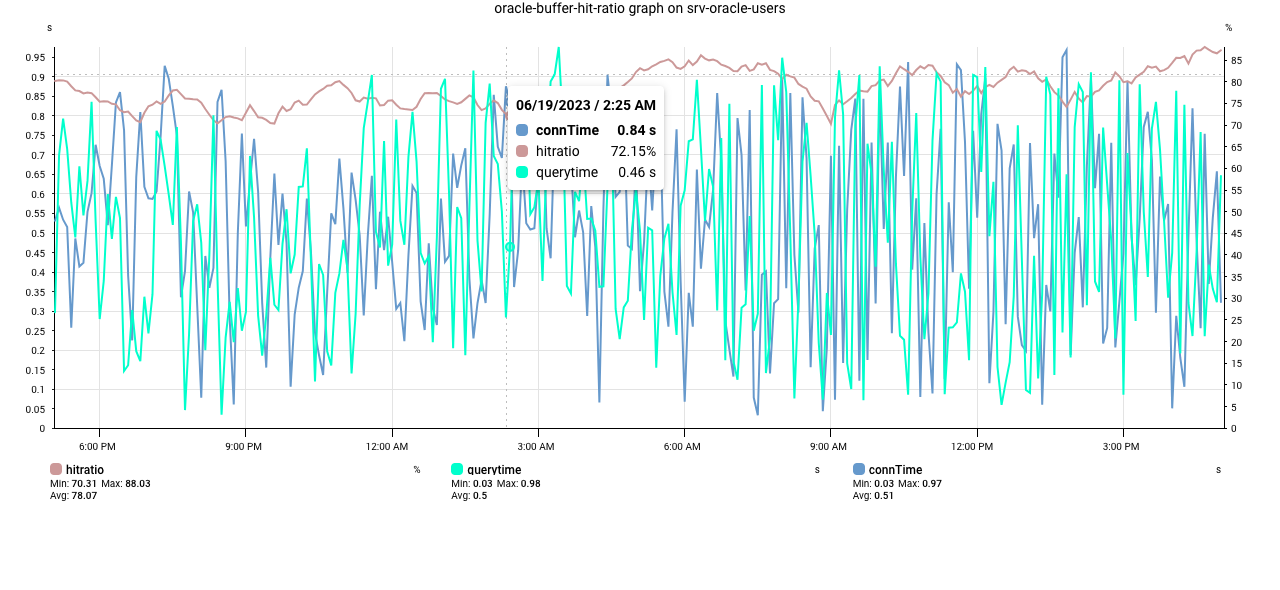 oracle-buffer-hit-ratio graph on srv-oracle-users
s %
0.95 85
0.9 80
0.85 75
0.8 70
0.75 65
0.7 60
0.65 55
0.6 50
0.55 45
0.5 40
0.45 35
0.4 30
0.35 25
0.3 20
0.25 15
0.2 10
0.15 5
0.1 0
0.05
0
06/19/2023 / 2:25 AM
connTime 0.84 s
hitratio 72.15%
querytime 0.46 s
6:00 PM 9:00 PM 12:00 AM 3:00 AM 6:00 AM 9:00 AM 12:00 PM 3:00 PM
hitratio % querytime s connTime s
Min: 70.31 Max: 88.03 Min: 0.03 Max: 0.98 Min: 0.03 Max: 0.97
Avg: 78.07 Avg: 0.5 Avg: 0.51